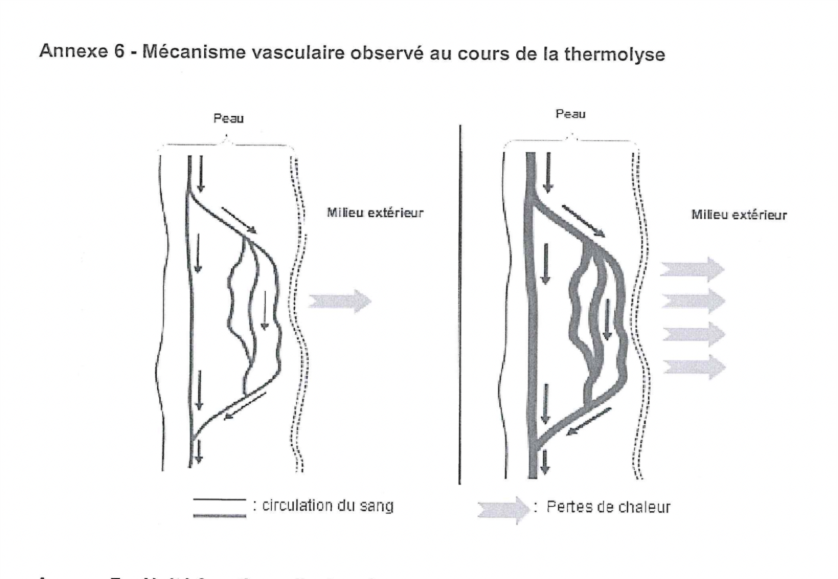 Annexe 6 - Mécanisme vasculaire observé au cours de la thermolyse
Peau
Peau
Milieu extérieur
Milieu extérieur
: circulation du sang
: Pertes de chaleur